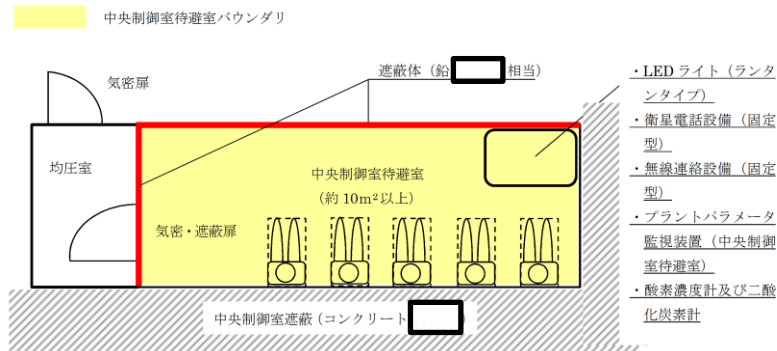 中央制御室待避室バウンダリ
気密扉
遮蔽体（鉛 相当）
均圧室
中央制御室待避室
（約 10m²以上）
気密・遮蔽扉
中央制御室遮蔽（コンクリート ）
・LED ライト（ランタ
ンタイプ）
・衛星電話設備（固定
型）
・無線連絡設備（固定
型）
・プラントパラメータ
監視装置（中央制御
室待避室）
・酸素濃度計及び二酸
化炭素計